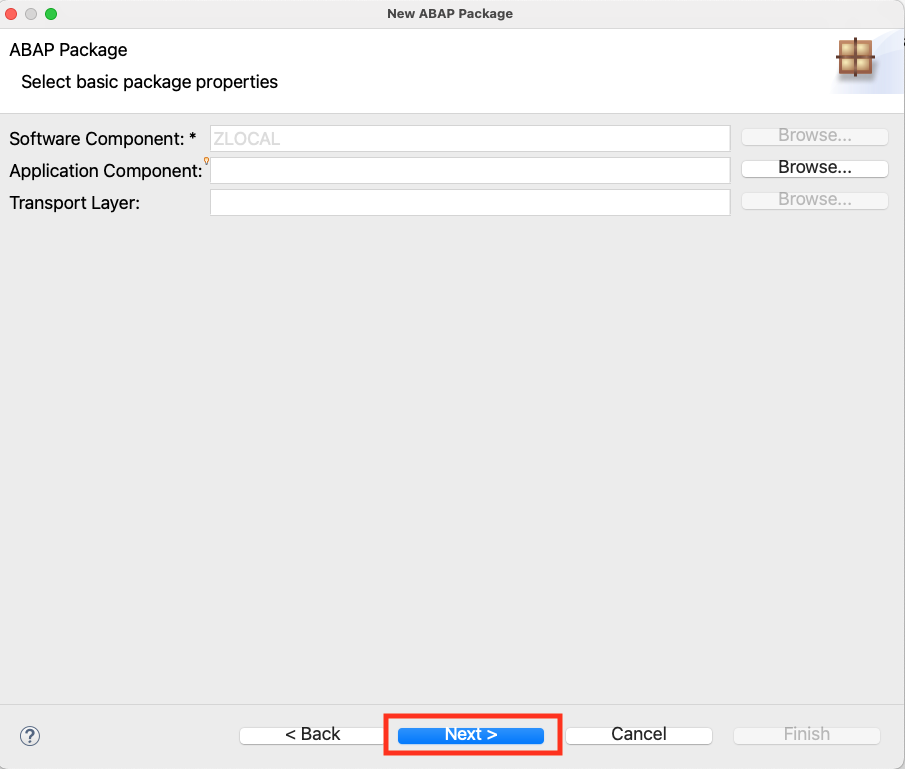 New ABAP Package
ABAP Package
Select basic package properties
Software Component: * ZLOCAL Browse...
Application Component: Browse...
Transport Layer: Browse...
? < Back Next > Cancel Finish